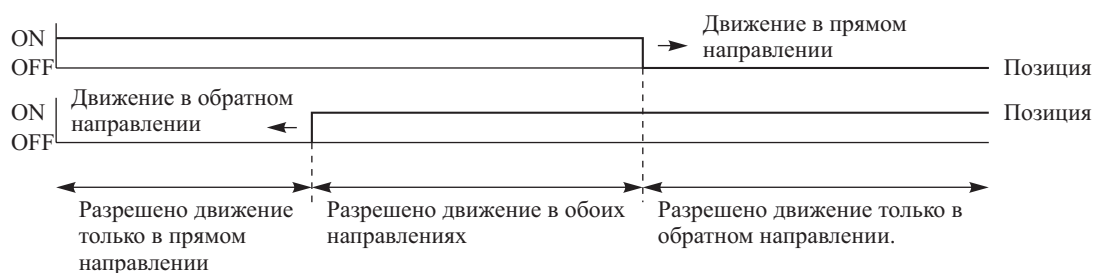 ON
OFF
Движение в прямом
направлении
Позиция
ON
OFF
Движение в обратном
направлении
Позиция
Разрешено движение
только в прямом
направлении
Разрешено движение в обоих
направлениях
Разрешено движение только в
обратном направлении.